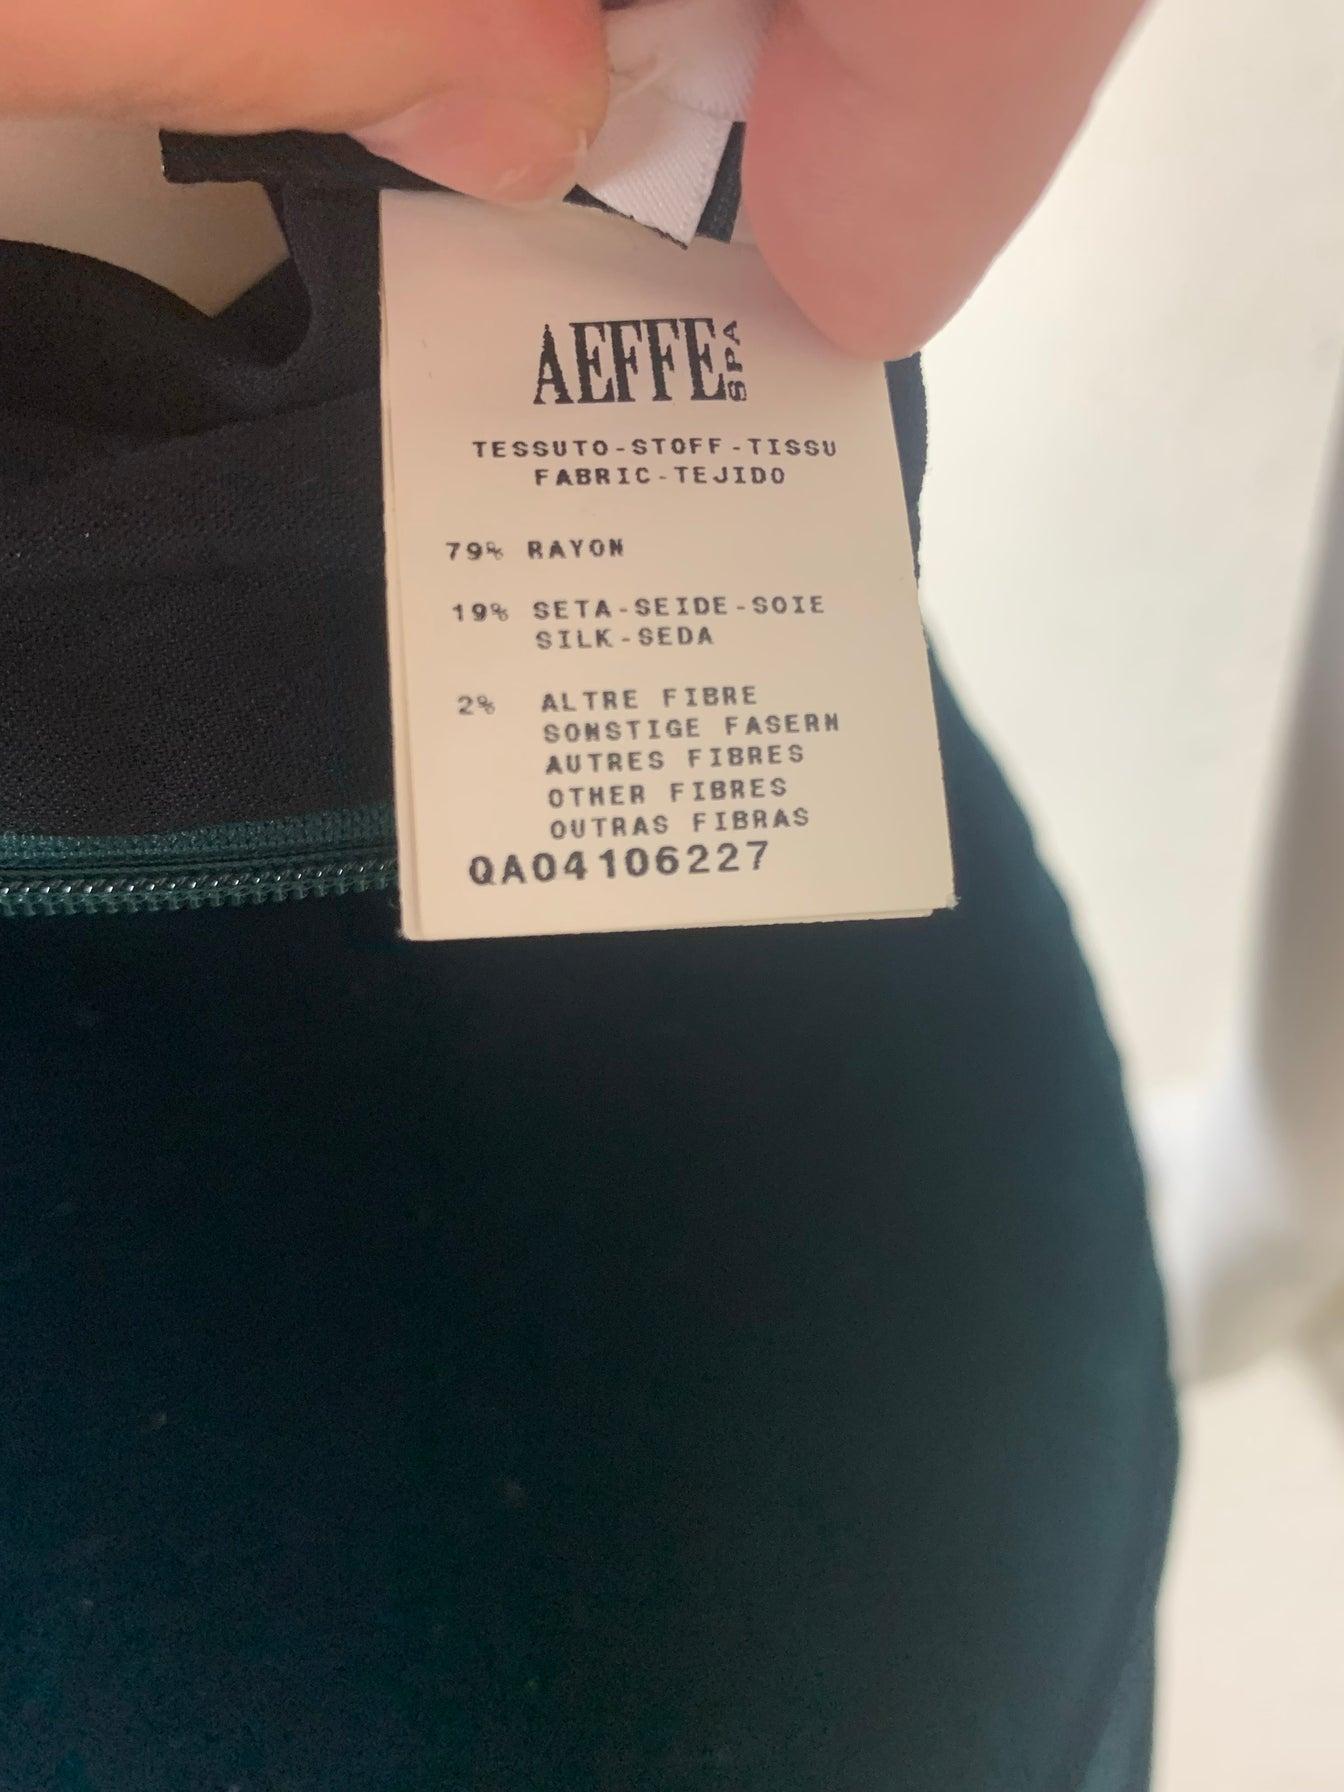 AEFFE SPA
TESSUTO-STOFF-TISSU
FABRIC-TEJIDO
79% RAYON
19% SETA-SEIDE-SOIE
SILK-SEDA
2% ALTRE FIBRE
SONSTIGE FASERN
AUTRES FIBRES
OTHER FIBRES
OUTRAS FIBRAS
QA04106227